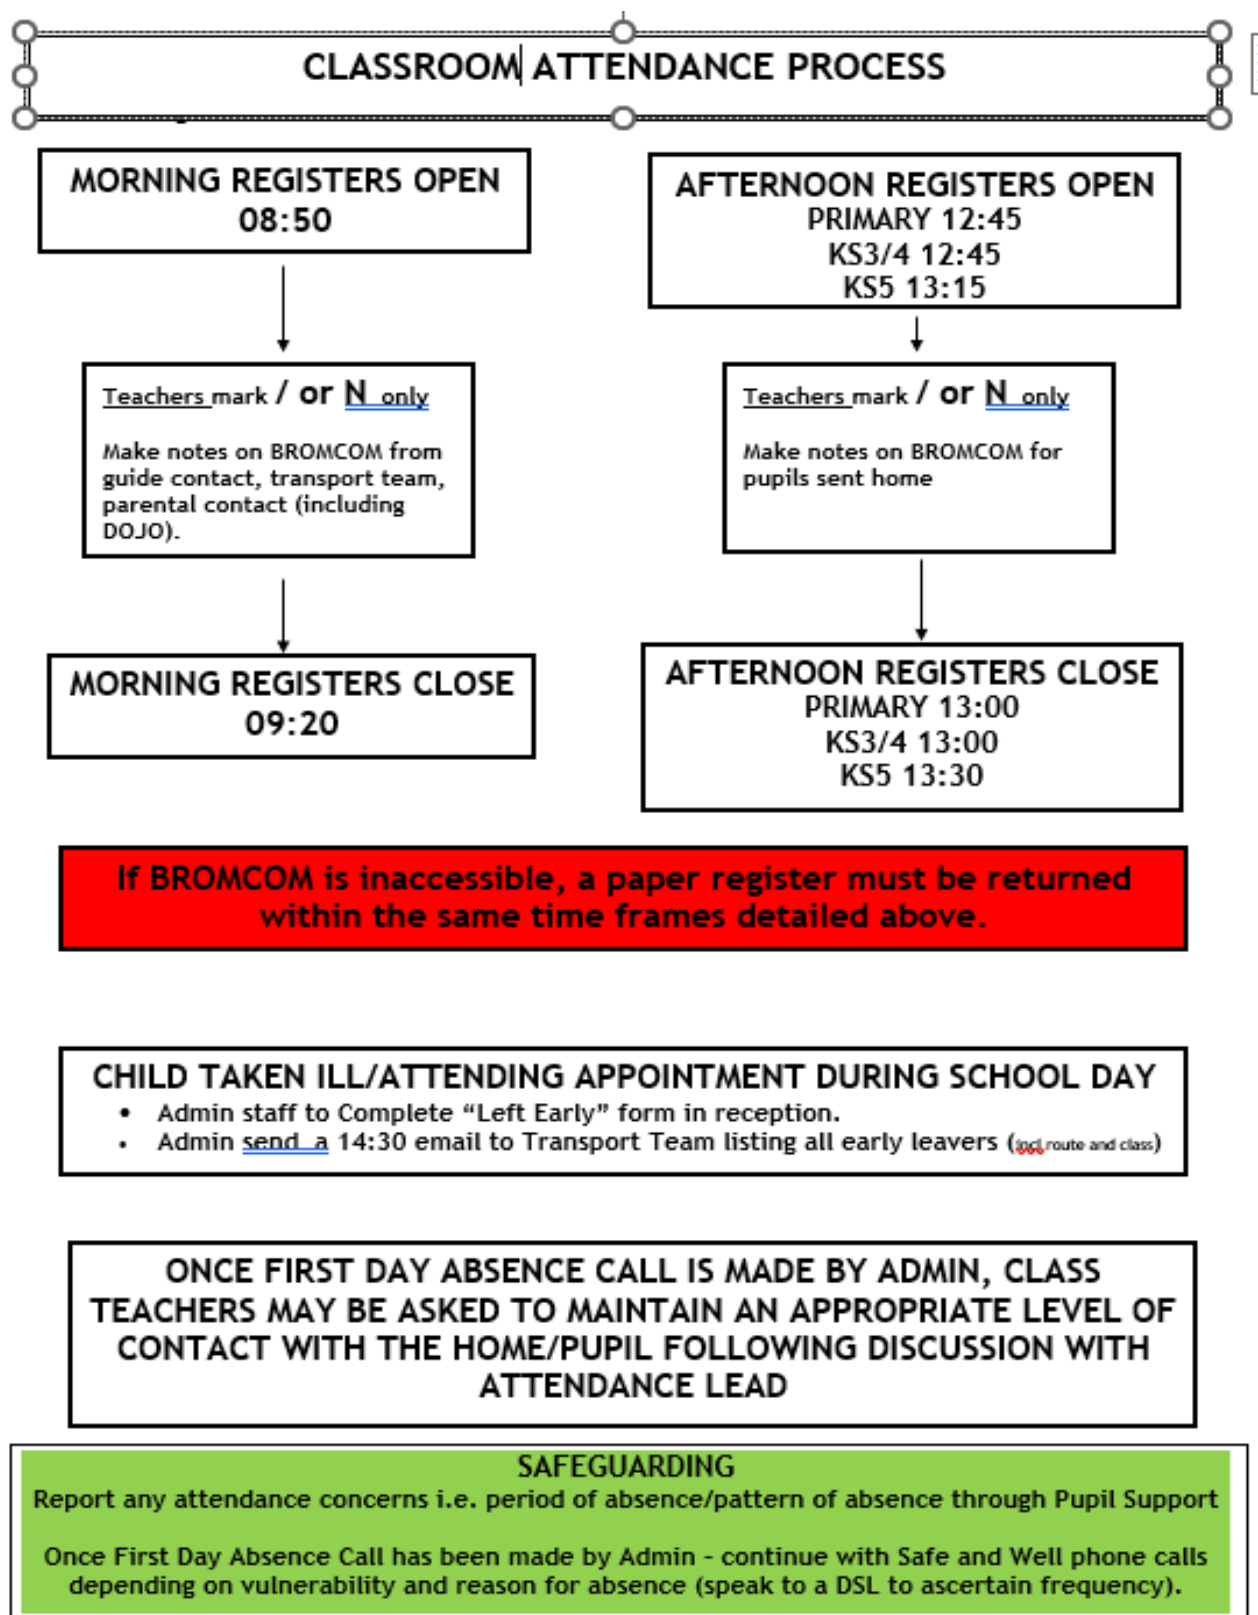 CLASSROOM ATTENDANCE PROCESS
MORNING REGISTERS OPEN
08:50
Teachers mark / or N only
Make notes on BROMCOM from
guide contact, transport team,
parental contact (including
DOJO).
MORNING REGISTERS CLOSE
09:20
AFTERNOON REGISTERS OPEN
PRIMARY 12:45
KS3/4 12:45
KS5 13:15
Teachers mark / or N only
Make notes on BROMCOM for
pupils sent home
AFTERNOON REGISTERS CLOSE
PRIMARY 13:00
KS3/4 13:00
KS5 13:30
If BROMCOM is inaccessible, a paper register must be returned
within the same time frames detailed above.
CHILD TAKEN ILL/ATTENDING APPOINTMENT DURING SCHOOL DAY
• Admin staff to Complete “Left Early” form in reception.
• Admin send a 14:30 email to Transport Team listing all early leavers (incl.route and class)
ONCE FIRST DAY ABSENCE CALL IS MADE BY ADMIN, CLASS
TEACHERS MAY BE ASKED TO MAINTAIN AN APPROPRIATE LEVEL OF
CONTACT WITH THE HOME/PUPIL FOLLOWING DISCUSSION WITH
ATTENDANCE LEAD
SAFEGUARDING
Report any attendance concerns i.e. period of absence/pattern of absence through Pupil Support
Once First Day Absence Call has been made by Admin – continue with Safe and Well phone calls
depending on vulnerability and reason for absence (speak to a DSL to ascertain frequency).